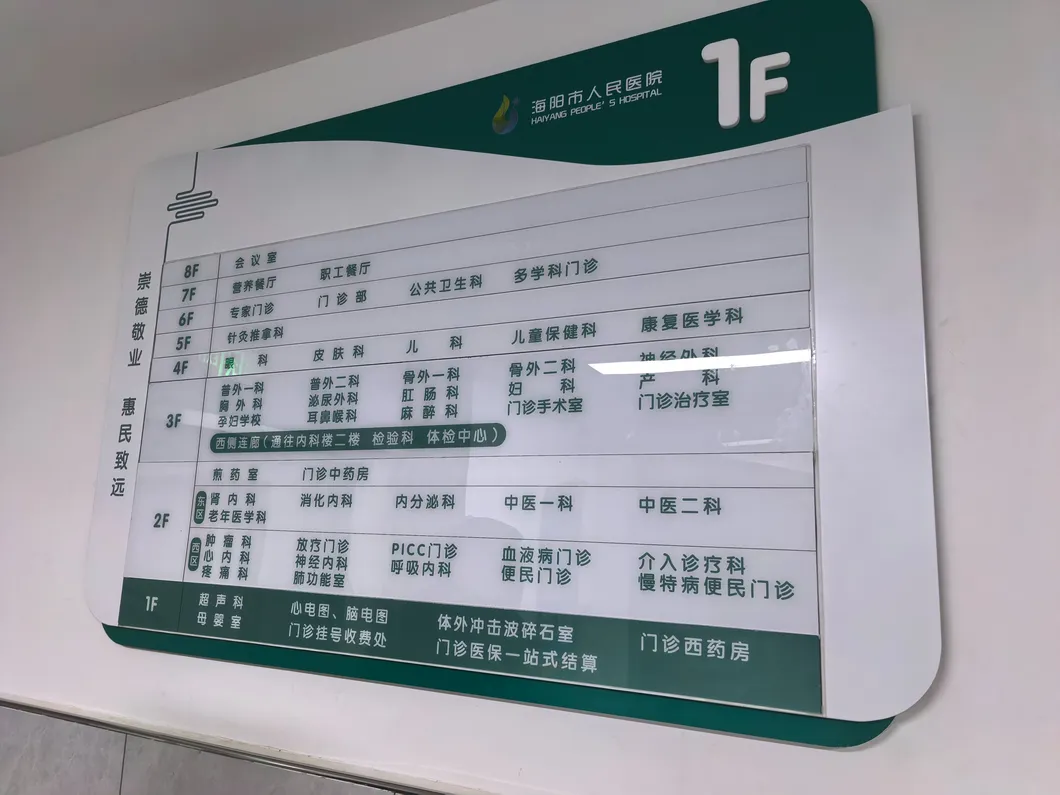 海阳市人民医院
HAIYANG PEOPLE'S HOSPITAL
1F
崇德敬业 惠民致远
8F 会议室
7F 营养餐厅 职工餐厅
6F 专家门诊 门诊部 公共卫生科 多学科门诊
5F 针灸推拿科
4F 眼科 皮肤科 儿科 儿童保健科 康复医学科
3F
普外一科 普外二科 骨外一科 骨外二科 神经外科
胸外科 泌尿外科 肛肠科 妇科 产科
孕妇学校 耳鼻喉科 麻醉科 门诊手术室 门诊治疗室
西侧连廊(通往内科楼二楼 检验科 体检中心)
2F
煎药室 门诊中药房
东区
肾内科 消化内科 内分泌科 中医一科 中医二科
老年医学科
西区
肿瘤科 放疗门诊 PICC门诊 血液病门诊 介入诊疗科
心内科 神经内科 呼吸内科 便民门诊 慢特病便民门诊
疼痛科 肺功能室
1F
超声科 心电图、脑电图 体外冲击波碎石室 门诊西药房
母婴室 门诊挂号收费处 门诊医保一站式结算